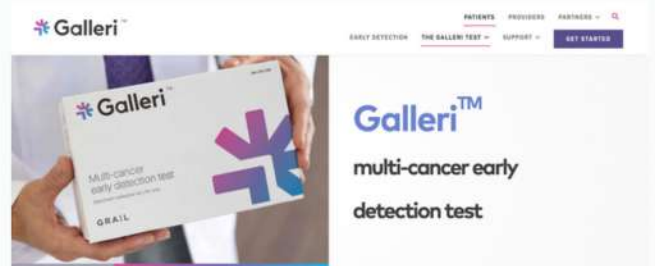 Galleri™
PATIENTS PROVIDERS PARTNERS
EARLY DETECTION THE GALLERI TEST SUPPORT GET STARTED
Galleri™
Multi-cancer
early detection test
GRAIL
Galleri™
multi-cancer early
detection test